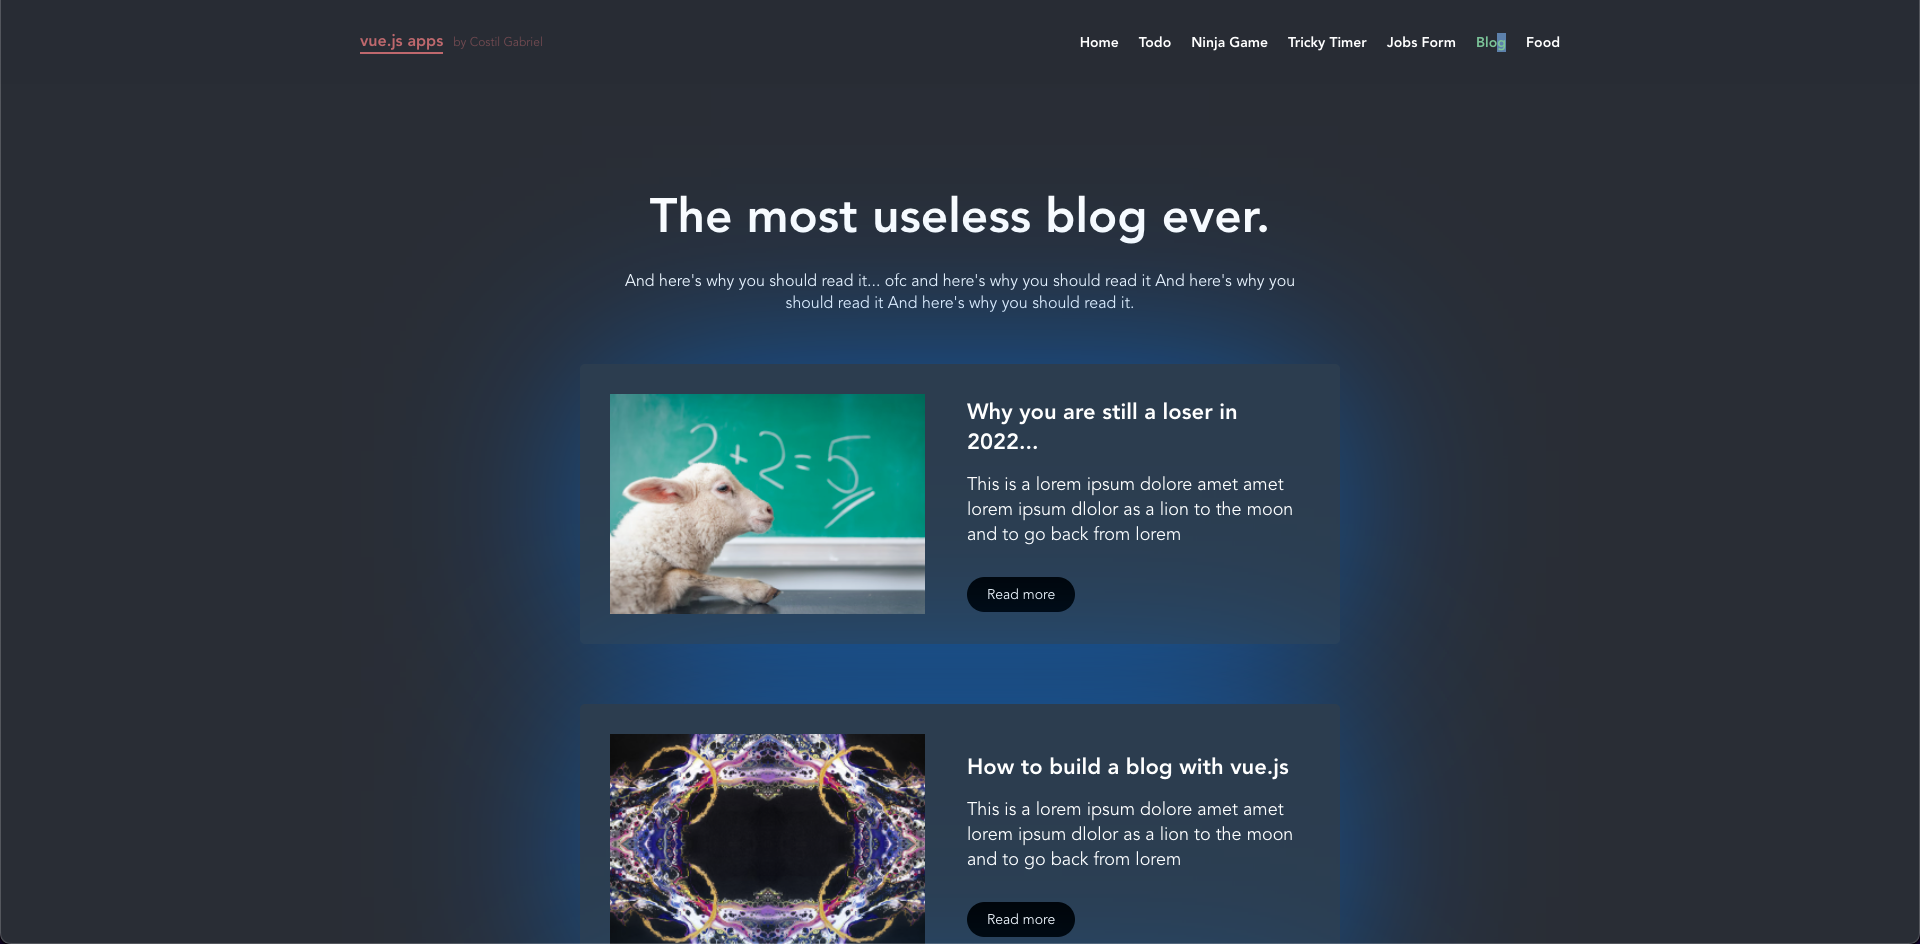 vue.js apps by Costil Gabriel
Home Todo Ninja Game Tricky Timer Jobs Form Blog Food
The most useless blog ever.
And here's why you should read it... ofc and here's why you should read it And here's why you
should read it And here's why you should read it.
2+2=5
Why you are still a loser in
2022...
This is a lorem ipsum dolore amet amet
lorem ipsum dlolor as a lion to the moon
and to go back from lorem
Read more
How to build a blog with vue.js
This is a lorem ipsum dolore amet amet
lorem ipsum dlolor as a lion to the moon
and to go back from lorem
Read more